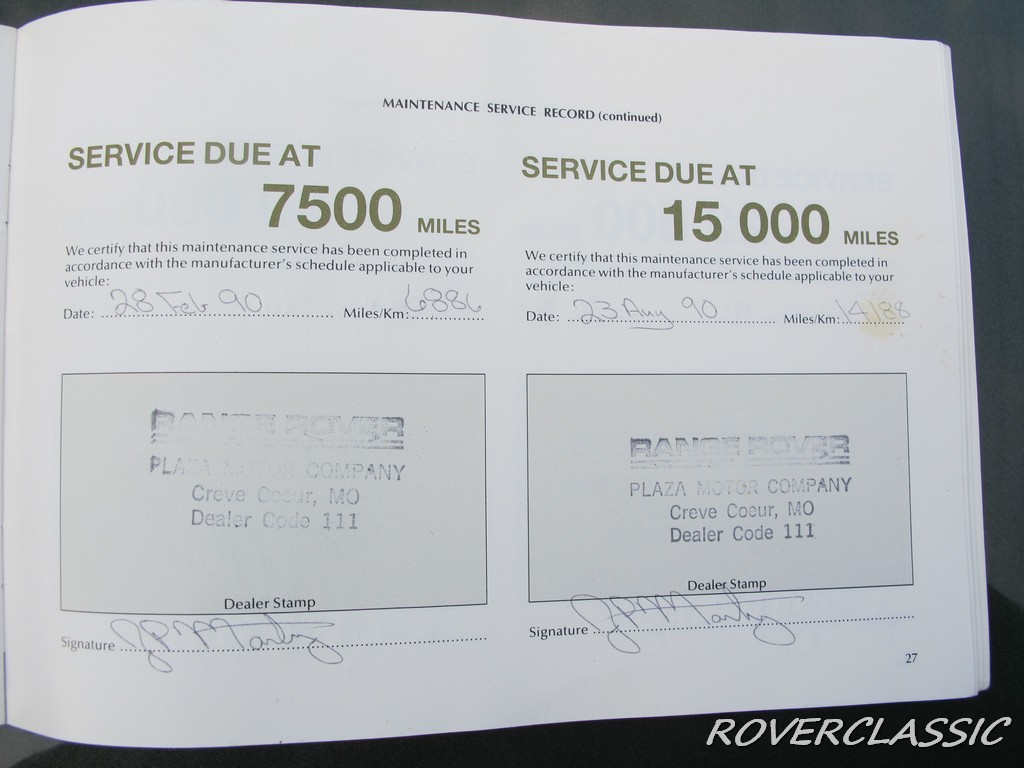 MAINTENANCE SERVICE RECORD (continued)
SERVICE DUE AT
7500 MILES
We certify that this maintenance service has been completed in
accordance with the manufacturer's schedule applicable to your
vehicle:
Date: 28 Feb 90 Miles/Km: 6886
RANGE ROVER
PLAZA MOTOR COMPANY
Creve Coeur, MO
Dealer Code 111
Dealer Stamp
Signature
SERVICE DUE AT
15 000 MILES
We certify that this maintenance service has been completed in
accordance with the manufacturer's schedule applicable to your
vehicle:
Date: 23 Aug 90 Miles/Km: 14188
RANGE ROVER
PLAZA MOTOR COMPANY
Creve Coeur, MO
Dealer Code 111
Dealer Stamp
Signature
27
ROVERCLASSIC